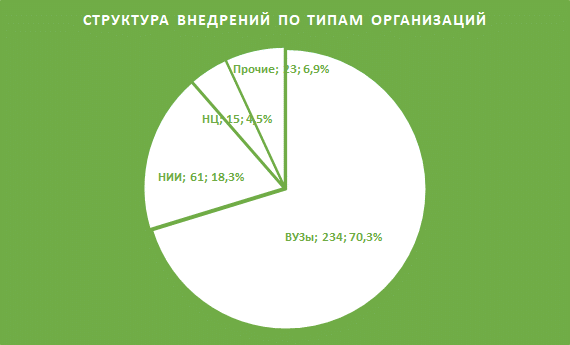 СТРУКТУРА ВНЕДРЕНИЙ ПО ТИПАМ ОРГАНИЗАЦИЙ
Прочие; 23; 6,9%
НЦ; 15; 4,5%
НИИ; 61; 18,3%
ВУЗы; 234; 70,3%